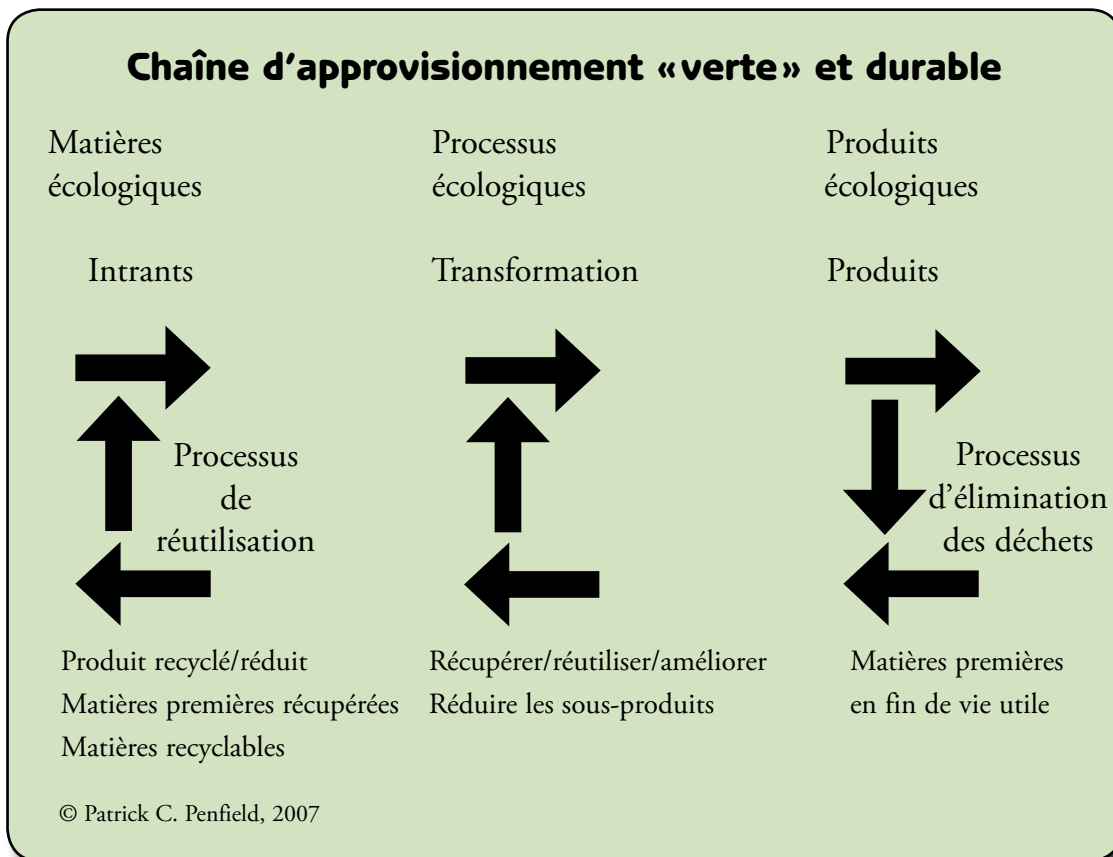 Chaîne d’approvisionnement «verte» et durable
Matières
écologiques
Processus
écologiques
Produits
écologiques
Intrants
Transformation
Produits
Processus
de
réutilisation
Processus
d’élimination
des déchets
Produit recyclé/réduit
Matières premières récupérées
Matières recyclables
Récupérer/réutiliser/améliorer
Réduire les sous-produits
Matières premières
en fin de vie utile
© Patrick C. Penfield, 2007